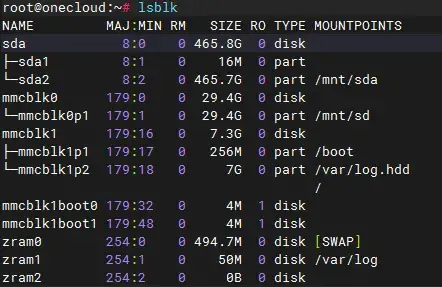 root@onecloud:~# lsblk
NAME         MAJ:MIN RM   SIZE RO TYPE MOUNTPOINTS
sda            8:0    0 465.8G  0 disk
├─sda1         8:1    0    16M  0 part
└─sda2         8:2    0 465.7G  0 part /mnt/sda
mmcblk0      179:0    0  29.4G  0 disk
└─mmcblk0p1  179:1    0  29.4G  0 part /mnt/sd
mmcblk1      179:16   0   7.3G  0 disk
├─mmcblk1p1  179:17   0   256M  0 part /boot
└─mmcblk1p2  179:18   0     7G  0 part /var/log.hdd
                                       /
mmcblk1boot0 179:32   0     4M  1 disk
mmcblk1boot1 179:48   0     4M  1 disk
zram0        254:0    0 494.7M  0 disk [SWAP]
zram1        254:1    0    50M  0 disk /var/log
zram2        254:2    0     0B  0 disk